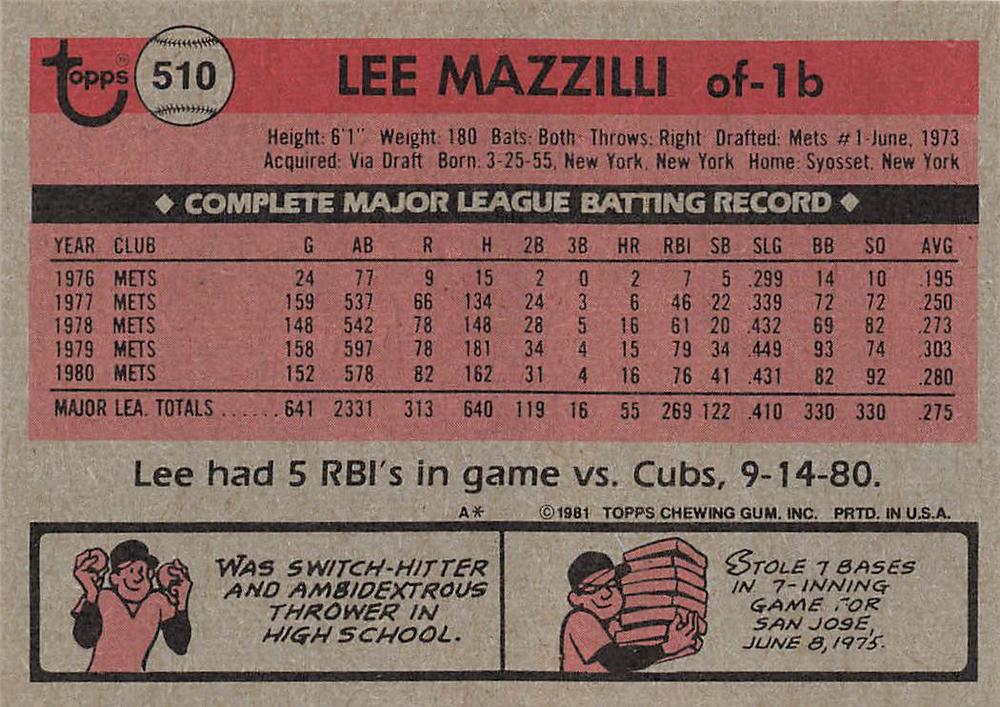 topps® 510 LEE MAZZILLI of-1b
Height: 6'1" Weight: 180 Bats: Both Throws: Right Drafted: Mets #1-June, 1973
Acquired: Via Draft Born: 3-25-55, New York, New York Home: Syosset, New York
◆ COMPLETE MAJOR LEAGUE BATTING RECORD ◆
YEAR CLUB G AB R H 2B 3B HR RBI SB SLG BB SO AVG
1976 METS 24 77 9 15 2 0 2 7 5 .299 14 10 .195
1977 METS 159 537 66 134 24 3 6 46 22 .339 72 72 .250
1978 METS 148 542 78 148 28 5 16 61 20 .432 69 82 .273
1979 METS 158 597 78 181 34 4 15 79 34 .449 93 74 .303
1980 METS 152 578 82 162 31 4 16 76 41 .431 82 92 .280
MAJOR LEA. TOTALS ...... 641 2331 313 640 119 16 55 269 122 .410 330 330 .275
Lee had 5 RBI's in game vs. Cubs, 9-14-80.
A* ©1981 TOPPS CHEWING GUM, INC. PRTD. IN U.S.A.
WAS SWITCH-HITTER
AND AMBIDEXTROUS
THROWER IN
HIGH SCHOOL.
STOLE 7 BASES
IN 7-INNING
GAME FOR
SAN JOSE,
JUNE 8, 1975.